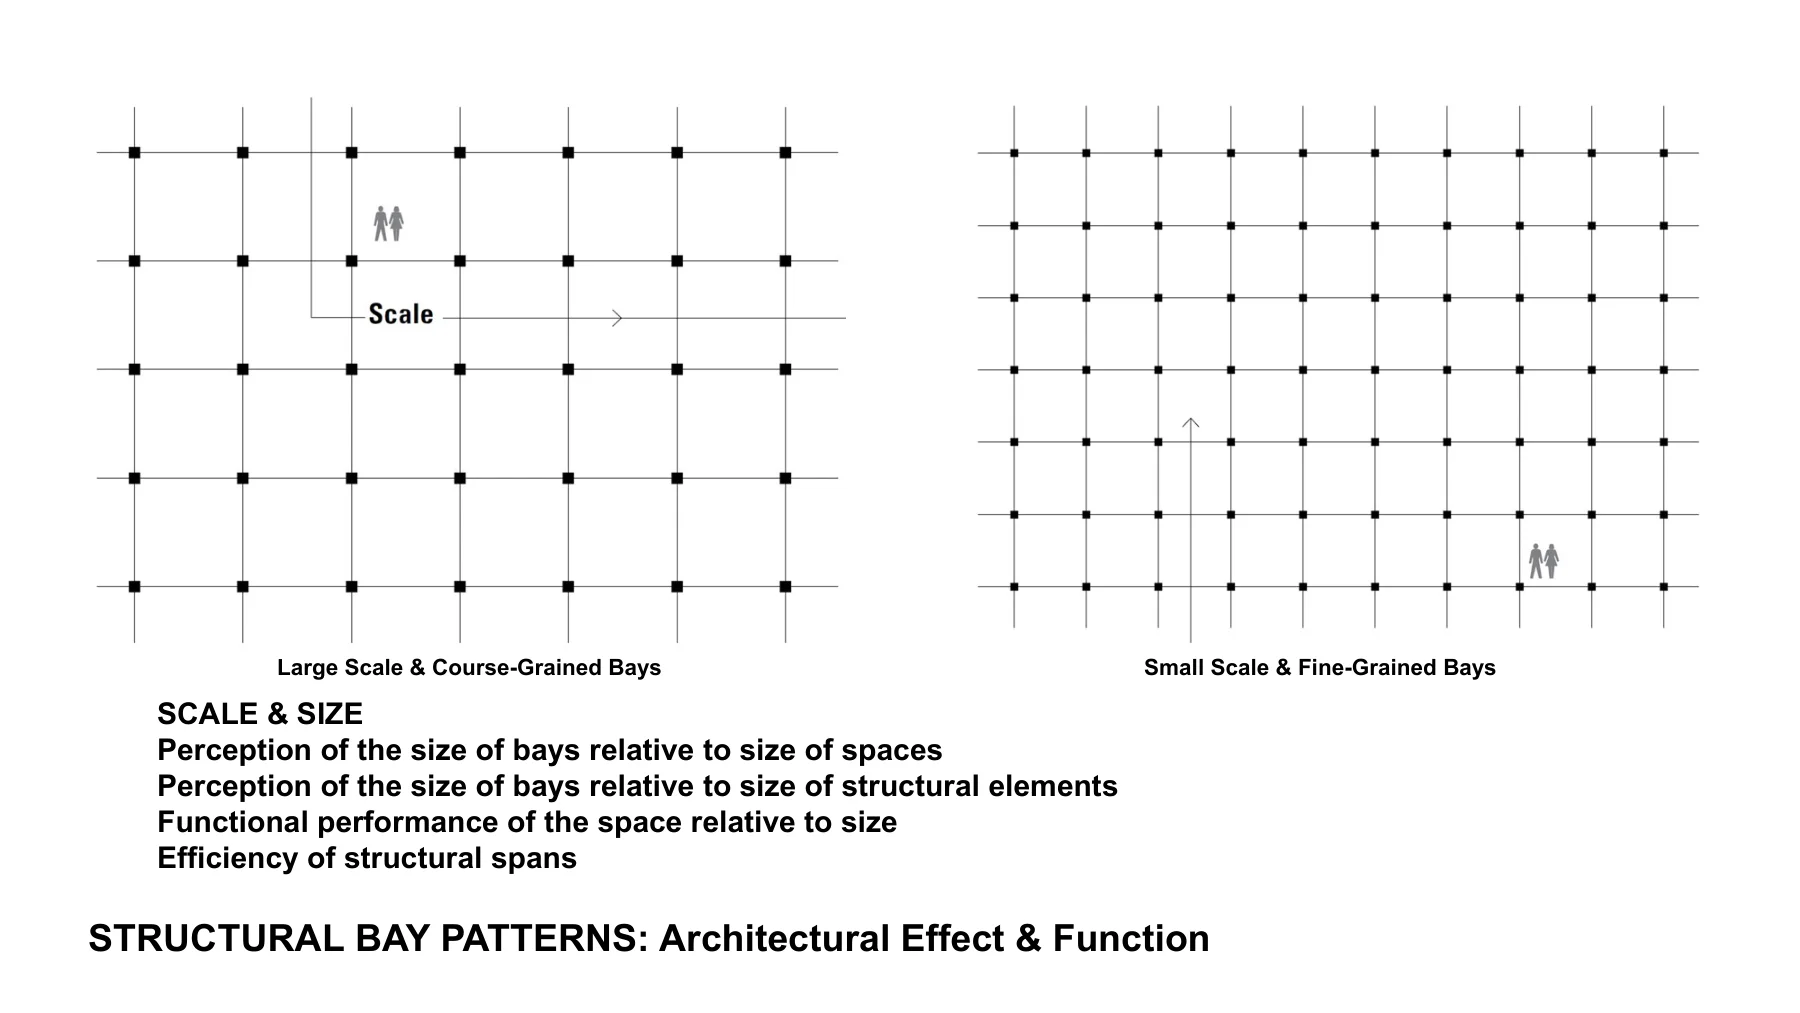 Scale
Large Scale & Course-Grained Bays
Small Scale & Fine-Grained Bays
SCALE & SIZE
Perception of the size of bays relative to size of spaces
Perception of the size of bays relative to size of structural elements
Functional performance of the space relative to size
Efficiency of structural spans
STRUCTURAL BAY PATTERNS: Architectural Effect & Function